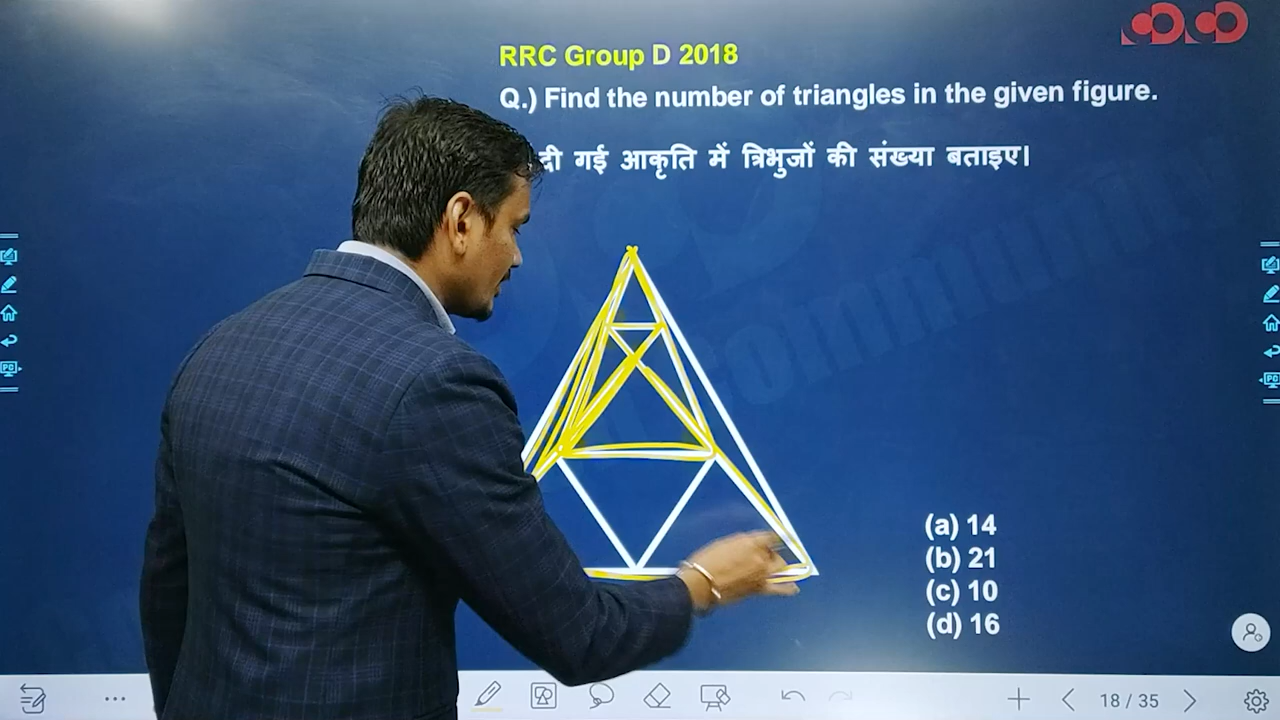 RRC Group D 2018
Q.) Find the number of triangles in the given figure.
दी गई आकृति में त्रिभुजों की संख्या बताइए।
(a) 14
(b) 21
(c) 10
(d) 16
18 / 35